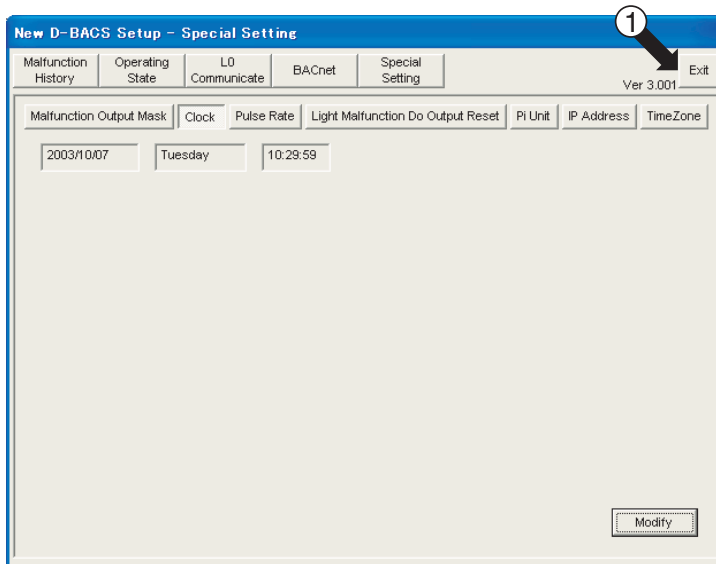 New D-BACS Setup - Special Setting
1
Malfunction History
Operating State
L0 Communicate
BACnet
Special Setting
Ver 3.001
Exit
Malfunction Output Mask
Clock
Pulse Rate
Light Malfunction Do Output Reset
Pi Unit
IP Address
TimeZone
2003/10/07
Tuesday
10:29:59
Modify